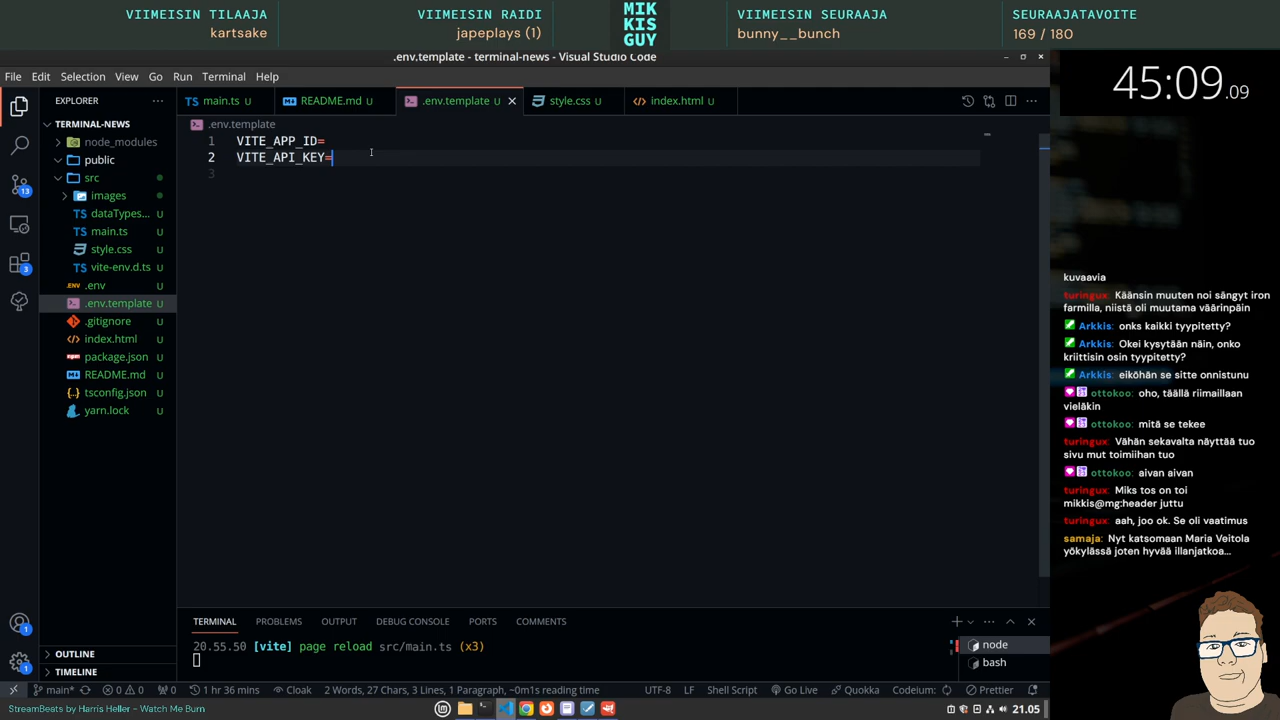 VIIMEISIN TILAAJA
kartsake
VIIMEISIN RAIDI
japeplays (1)
MIK
KIS
GUY
VIIMEISIN SEURAAJA
bunny__bunch
SEURAAJATAVOITE
169 / 180
.env.template - terminal-news - Visual Studio Code
File Edit Selection View Go Run Terminal Help
45:09.09
EXPLORER
main.ts U
README.md U
.env.template U
style.css U
index.html U
TERMINAL-NEWS
node_modules
public
src
images
dataTypes... U
main.ts U
style.css U
vite-env.d.ts U
.env U
.env.template U
.gitignore U
index.html U
package.json U
README.md U
tsconfig.json U
yarn.lock U
OUTLINE
TIMELINE
13
3
1
1
.env.template
1 VITE_APP_ID=
2 VITE_API_KEY=
3
TERMINAL PROBLEMS OUTPUT DEBUG CONSOLE PORTS COMMENTS
20.55.50 [vite] page reload src/main.ts (x3)
node
bash
main* 0 0 0 1 hr 36 mins Cloak 2 Words, 27 Chars, 3 Lines, 1 Paragraph, ~0m1s reading time UTF-8 LF Shell Script Go Live Quokka Codeium: Prettier
StreamBeats by Harris Heller - Watch Me Burn
21.05
kuvaavia
turingux: Käänsin muuten noi sängyt iron
farmilla, niistä oli muutama väärinpäin
Arkkis: onks kaikki tyypitetty?
Arkkis: Okei kysytään näin, onko
kriittisin osin tyypitetty?
Arkkis: eiköhän se sitte onnistunu
ottokoo: oho, täällä riimaillaan
vieläkin
ottokoo: mitä se tekee
turingux: Vähän sekavalta näyttää tuo
sivu mut toimiihan tuo
ottokoo: aivan aivan
turingux: Miks tos on toi
mikkis@mg:header juttu
turingux: aah, joo ok. Se oli vaatimus
samaja: Nyt katsomaan Maria Veitola
yökylässä joten hyvää illanjatkoa...